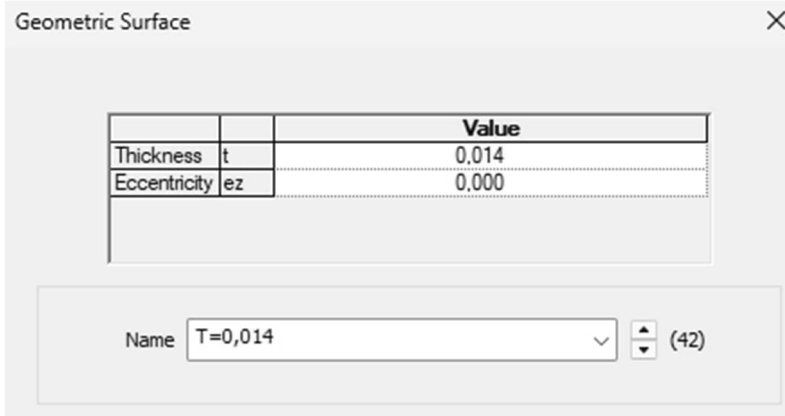 Geometric Surface
Value
Thickness t 0,014
Eccentricity ez 0,000
Name T=0,014 (42)